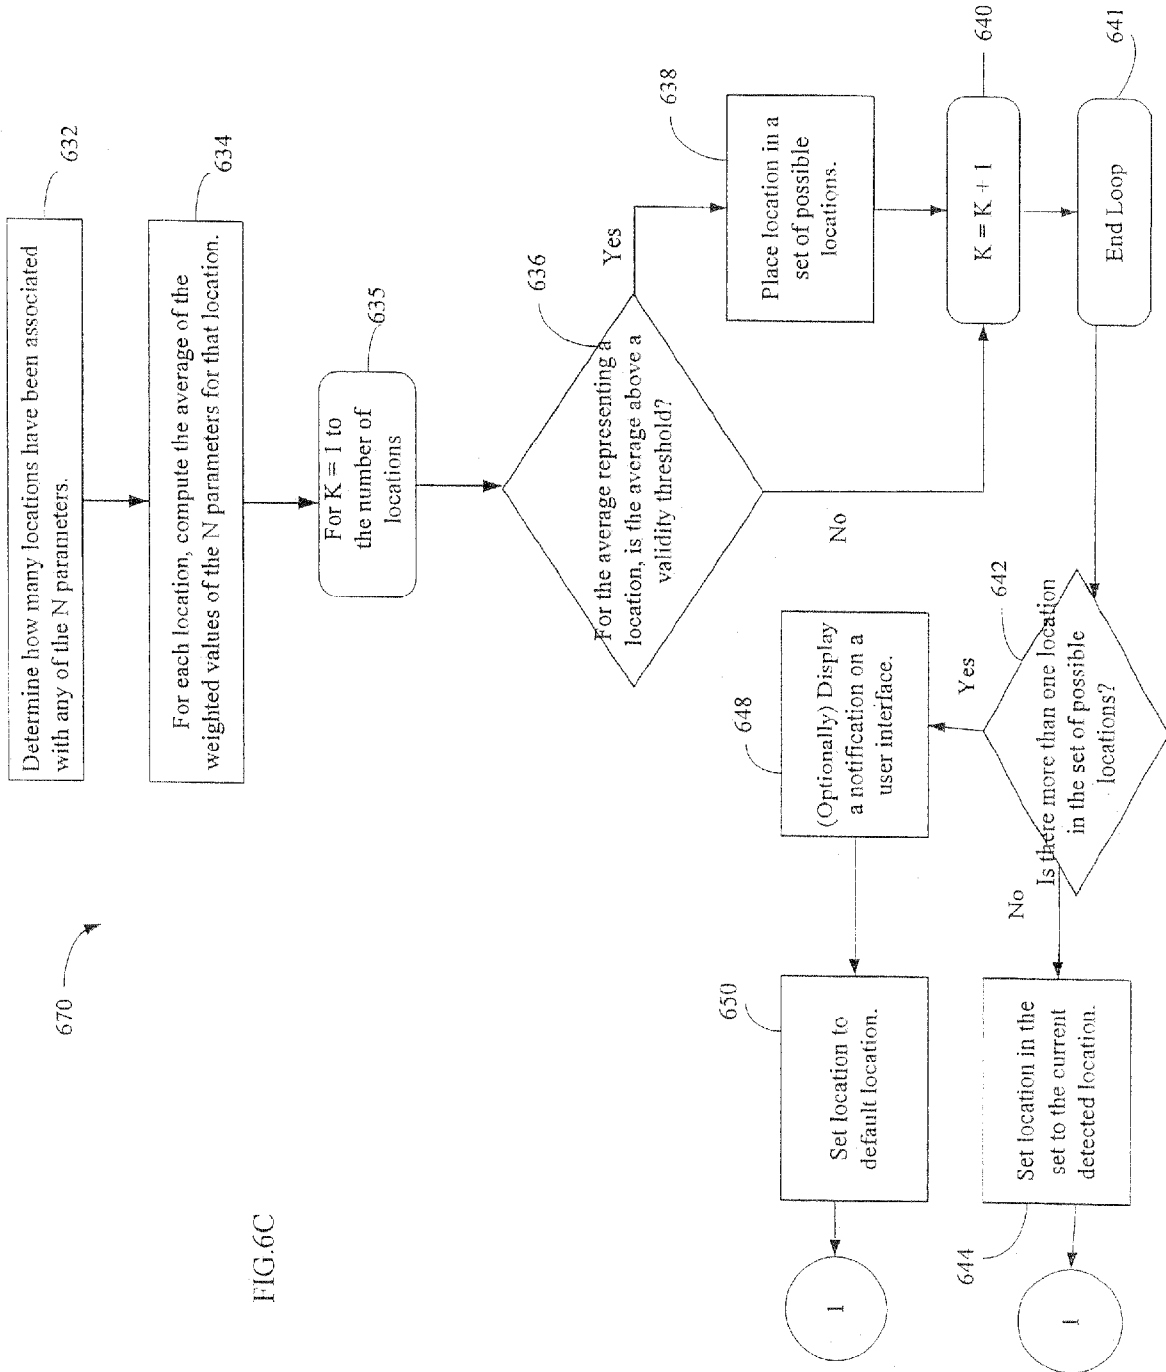 632
Determine how many locations have been associated
with any of the N parameters.
634
For each location, compute the average of the
weighted values of the N parameters for that location.
670
635
For K = 1 to
the number of
locations
636
For the average representing a
location, is the average above a
validity threshold?
Yes
No
638
Place location in a
set of possible
locations.
640
K = K + 1
641
End Loop
642
Is there more than one location
in the set of possible
locations?
Yes
No
648
(Optionally) Display
a notification on a
user interface.
650
Set location to
default location.
1
644
Set location in the
set to the current
detected location.
1
FIG.6C